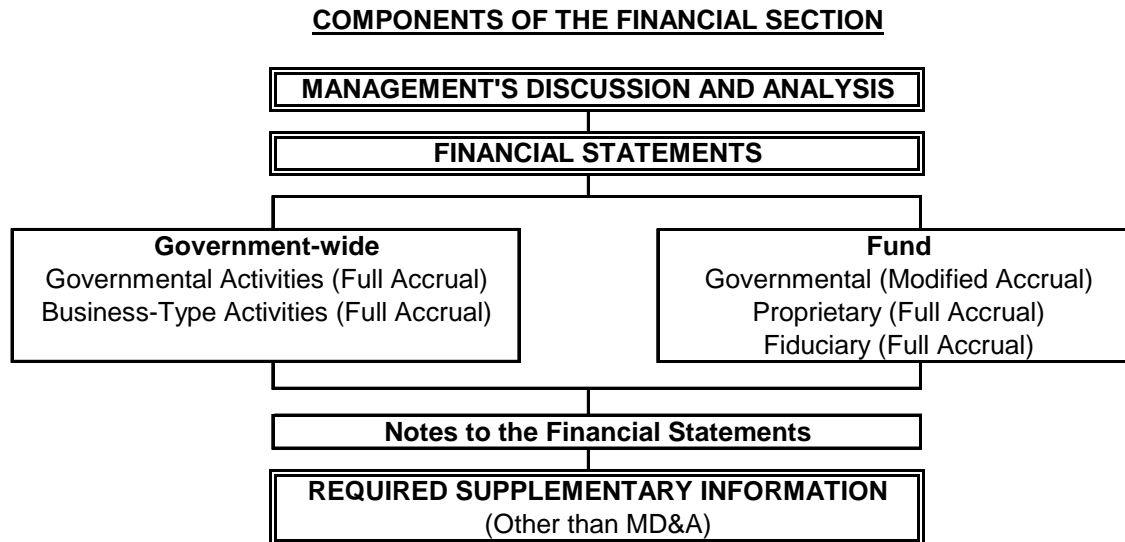 COMPONENTS OF THE FINANCIAL SECTION
MANAGEMENT'S DISCUSSION AND ANALYSIS
FINANCIAL STATEMENTS
Government-wide
Governmental Activities (Full Accrual)
Business-Type Activities (Full Accrual)
Fund
Governmental (Modified Accrual)
Proprietary (Full Accrual)
Fiduciary (Full Accrual)
Notes to the Financial Statements
REQUIRED SUPPLEMENTARY INFORMATION
(Other than MD&A)